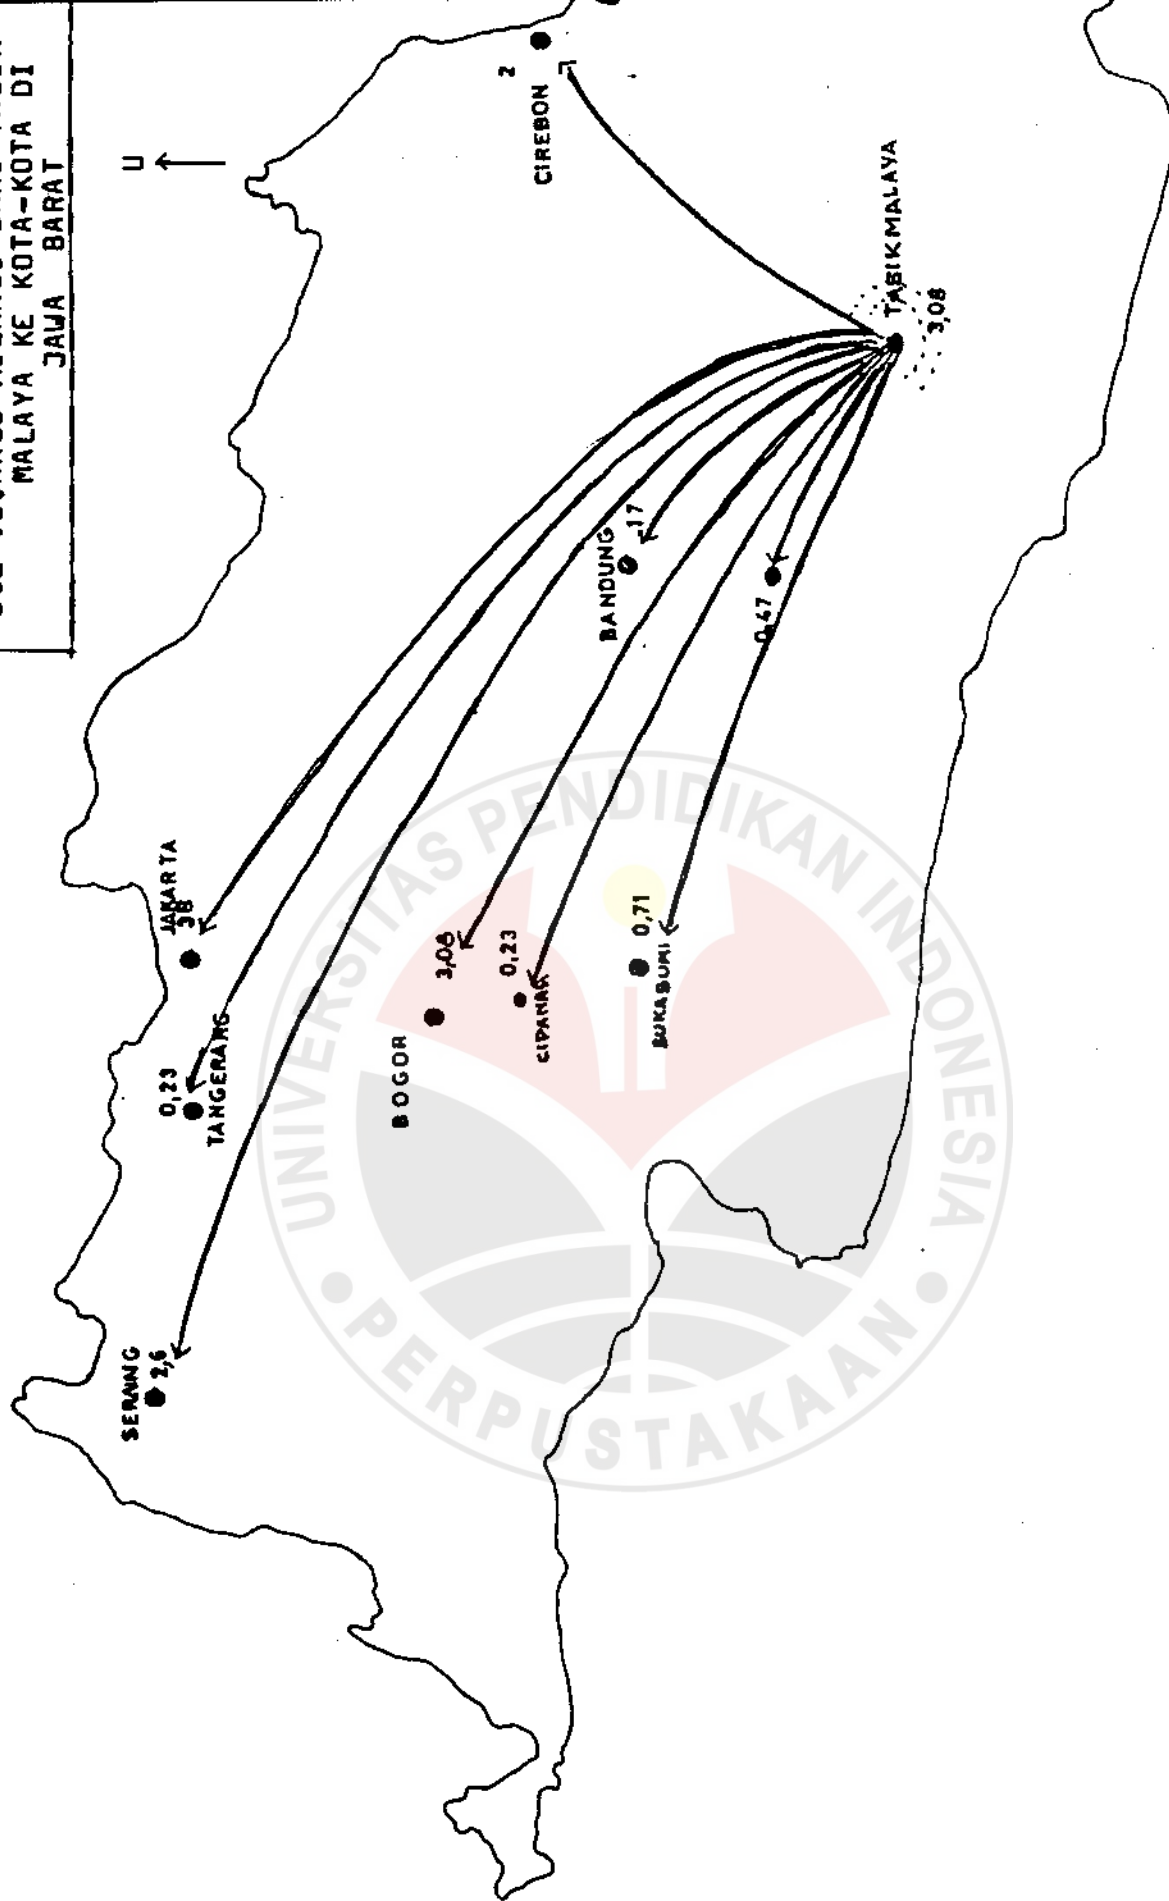 MALAYA KE KOTA-KOTA DI
JAWA BARAT
U
SERANG
2,6
0,23
TANGERANG
JAKARTA
38
BOGOR
3,08
0,23
CIPANAS
0,71
SUKABUMI
BANDUNG
17
0,47
2
CIREBON
TASIKMALAYA
3,08
UNIVERSITAS PENDIDIKAN INDONESIA
PERPUSTAKAAN